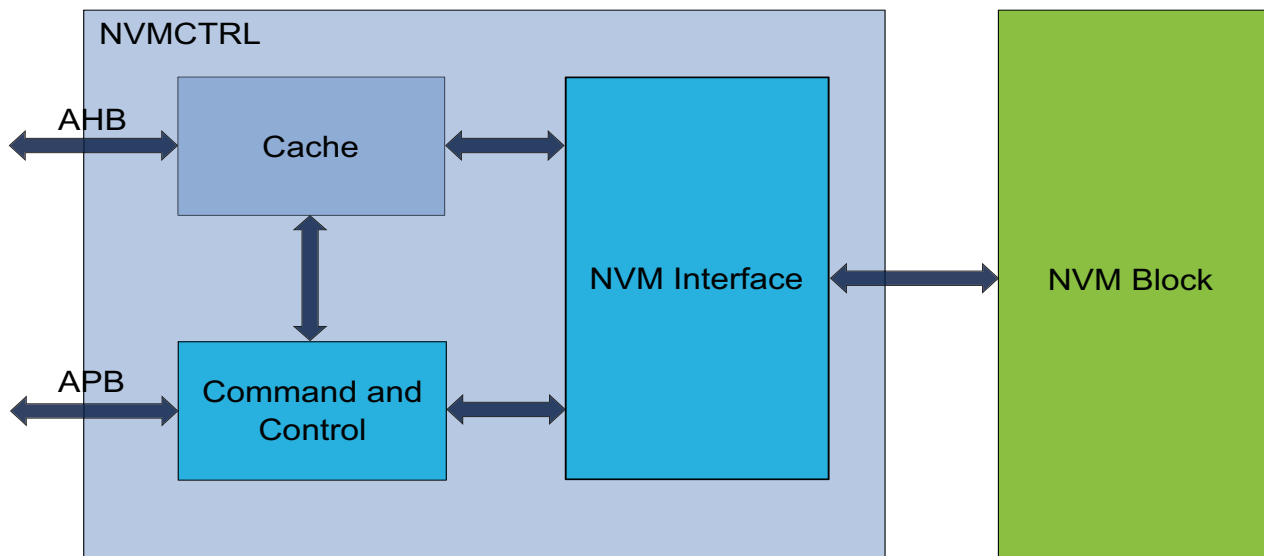 NVMCTRL
AHB
Cache
NVM Interface
NVM Block
APB
Command and
Control